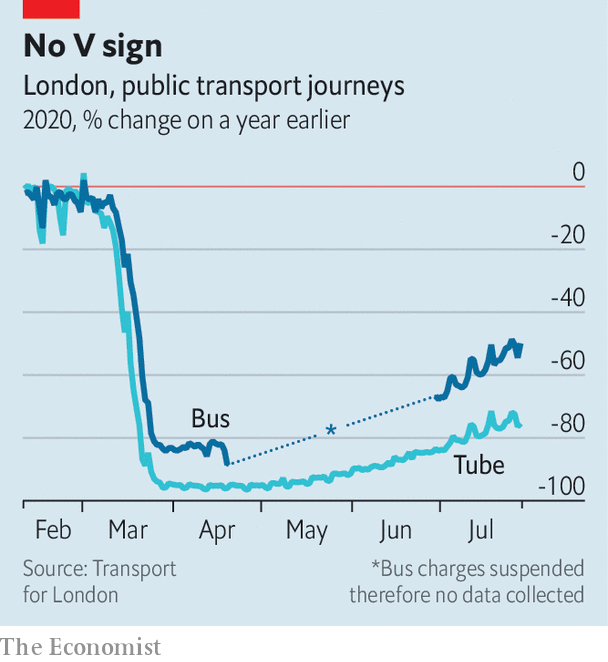 No V sign
London, public transport journeys
2020, % change on a year earlier
0
-20
-40
-60
Bus
*
-80
Tube
-100
Feb Mar Apr May Jun Jul
Source: Transport
for London
*Bus charges suspended
therefore no data collected
The Economist